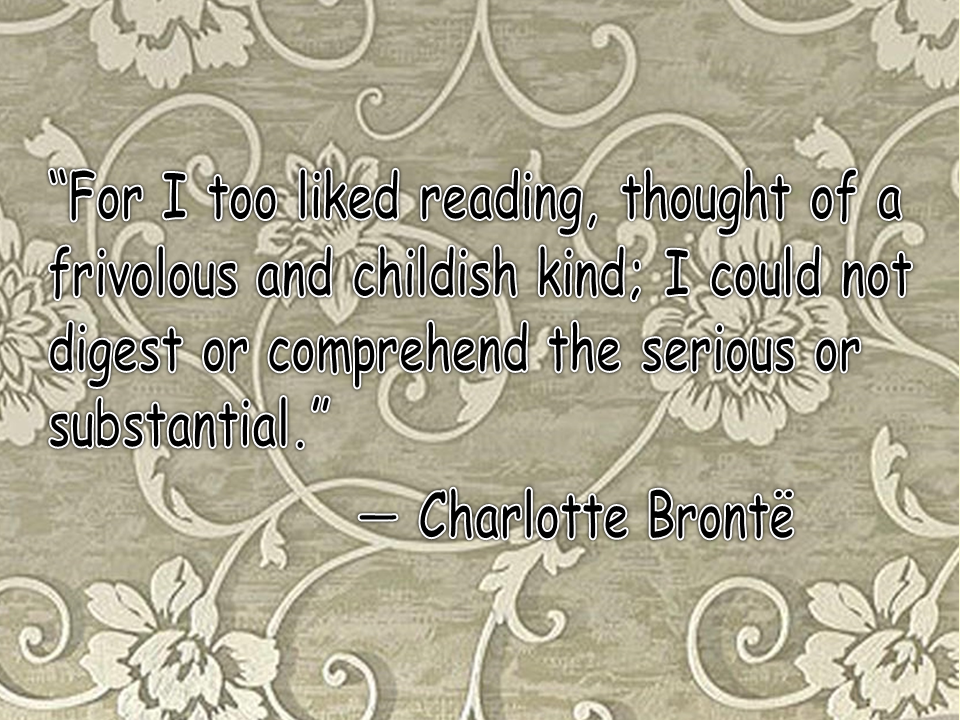 “For I too liked reading, thought of a
frivolous and childish kind; I could not
digest or comprehend the serious or
substantial.”
— Charlotte Brontë